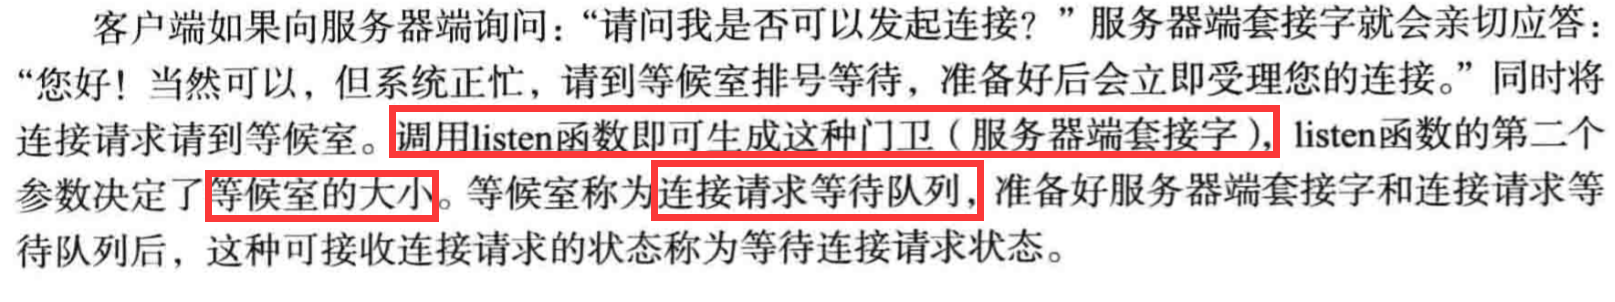 客户端如果向服务器端询问：“请问我是否可以发起连接？”服务器端套接字就会亲切应答：
“您好！当然可以，但系统正忙，请到等候室排号等待，准备好后会立即受理您的连接。”同时将
连接请求请到等候室。调用listen函数即可生成这种门卫（服务器端套接字），listen函数的第二个
参数决定了等候室的大小。等候室称为连接请求等待队列，准备好服务器端套接字和连接请求等
待队列后，这种可接收连接请求的状态称为等待连接请求状态。